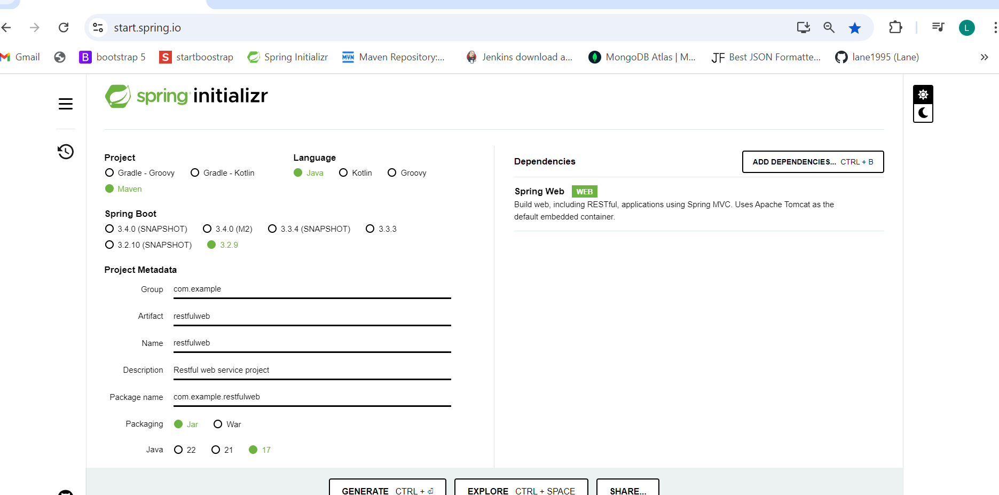 start.spring.io
L
Gmail
B bootstrap 5
S startboostrap
Spring Initializr
MVN Maven Repository:...
Jenkins download a...
MongoDB Atlas | M...
JF Best JSON Formatte...
lane1995 (Lane)
»
spring initializr
Project
Gradle - Groovy
Gradle - Kotlin
Maven
Language
Java
Kotlin
Groovy
Spring Boot
3.4.0 (SNAPSHOT)
3.4.0 (M2)
3.3.4 (SNAPSHOT)
3.3.3
3.2.10 (SNAPSHOT)
3.2.9
Project Metadata
Group com.example
Artifact restfulweb
Name restfulweb
Description Restful web service project
Package name com.example.restfulweb
Packaging Jar War
Java 22 21 17
Dependencies
ADD DEPENDENCIES... CTRL + B
Spring Web WEB
Build web, including RESTful, applications using Spring MVC. Uses Apache Tomcat as the
default embedded container.
GENERATE CTRL + ⏎
EXPLORE CTRL + SPACE
SHARE...